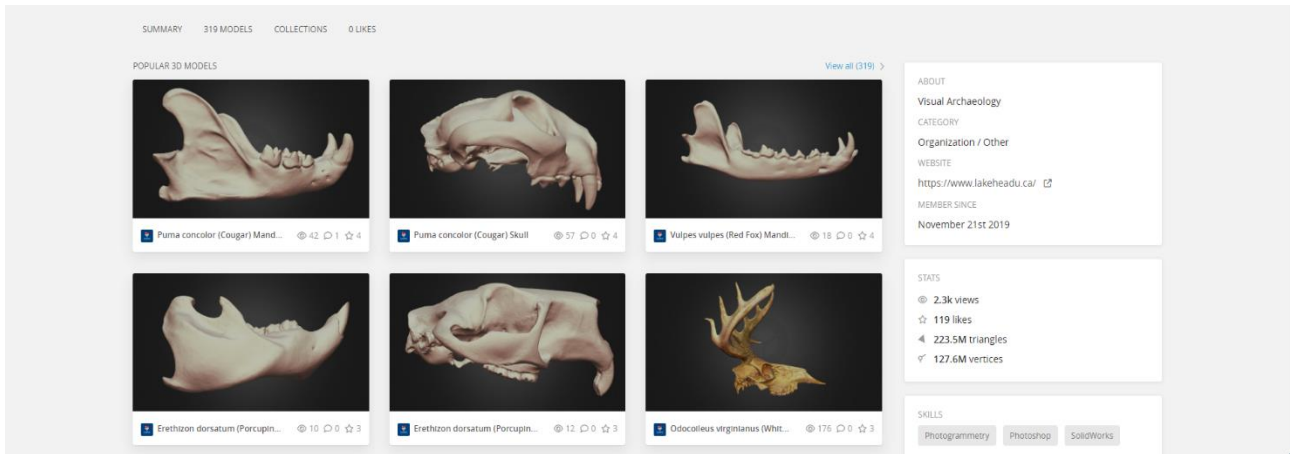 SUMMARY 319 MODELS COLLECTIONS 0 LIKES
POPULAR 3D MODELS View all (319)
Puma concolor (Cougar) Mand... 42 1 4
Puma concolor (Cougar) Skull 57 0 4
Vulpes vulpes (Red Fox) Mandi... 18 0 4
Erethizon dorsatum (Porcupin... 10 0 3
Erethizon dorsatum (Porcupin... 12 0 3
Odocoileus virginianus (Whit... 176 0 3
ABOUT
Visual Archaeology
CATEGORY
Organization / Other
WEBSITE
https://www.lakeheadu.ca/
MEMBER SINCE
November 21st 2019
STATS
2.3k views
119 likes
223.5M triangles
127.6M vertices
SKILLS
Photogrammetry Photoshop SolidWorks